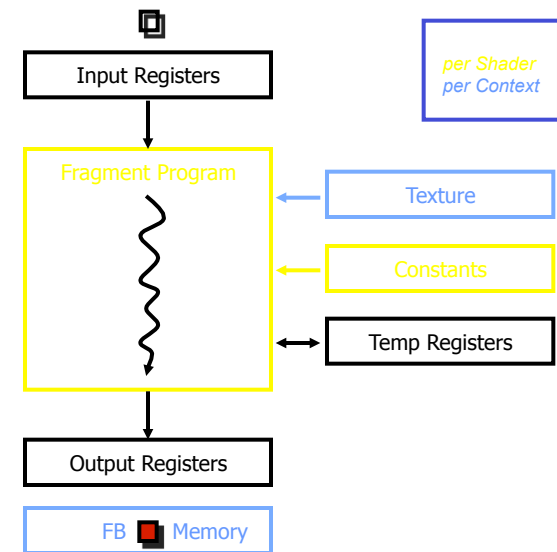 Input Registers
per Shader
per Context
Fragment Program
Texture
Constants
Temp Registers
Output Registers
FB Memory